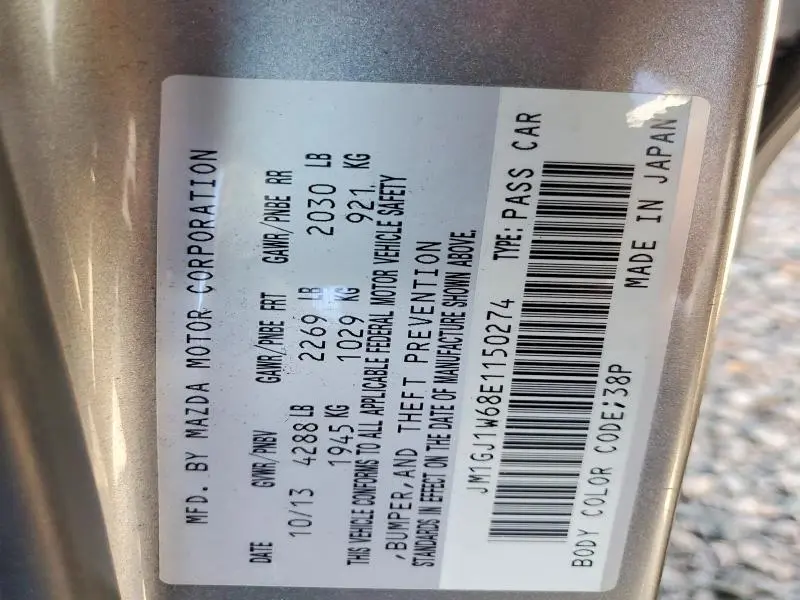 MFD. BY MAZDA MOTOR CORPORATION
DATE GVWR/PNBV GAWR/PNBE FRT GAWR/PNBE RR
10/13 4288 LB 2269 LB 2030 LB
1945 KG 1029 KG 921. KG
THIS VEHICLE CONFORMS TO ALL APPLICABLE FEDERAL MOTOR VEHICLE SAFETY
,BUMPER,AND THEFT PREVENTION
STANDARDS IN EFFECT ON THE DATE OF MANUFACTURE SHOWN ABOVE.
JM1GJ1W68E1150274 TYPE:PASS CAR
BODY COLOR CODE;38P
MADE IN JAPAN